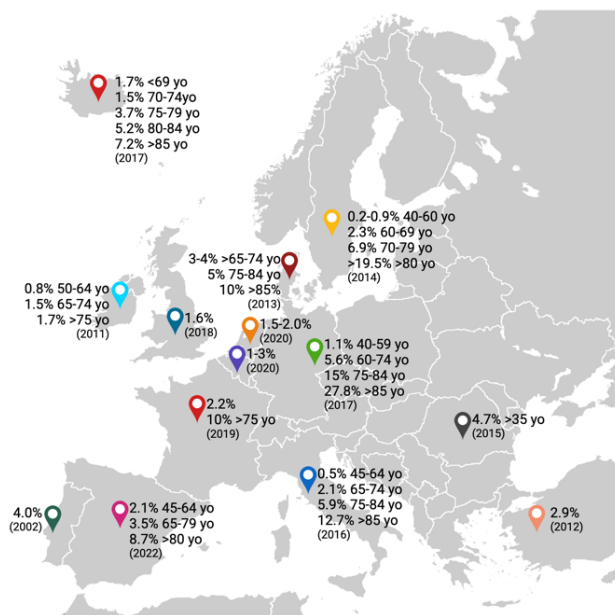 1.7% <69 yo
1.5% 70-74yo
3.7% 75-79 yo
5.2% 80-84 yo
7.2% >85 yo
(2017)
0.2-0.9% 40-60 yo
2.3% 60-69 yo
6.9% 70-79 yo
>19.5% >80 yo
(2014)
3-4% >65-74 yo
5% 75-84 yo
10% >85%
(2013)
0.8% 50-64 yo
1.5% 65-74 yo
1.7% >75 yo
(2011)
1.6%
(2018)
1.5-2.0%
(2020)
1-3%
(2020)
1.1% 40-59 yo
5.6% 60-74 yo
15% 75-84 yo
27.8% >85 yo
(2017)
2.2%
10% >75 yo
(2019)
4.7% >35 yo
(2015)
0.5% 45-64 yo
2.1% 65-74 yo
5.9% 75-84 yo
12.7% >85 yo
(2016)
4.0%
(2002)
2.1% 45-64 yo
3.5% 65-79 yo
8.7% >80 yo
(2022)
2.9%
(2012)